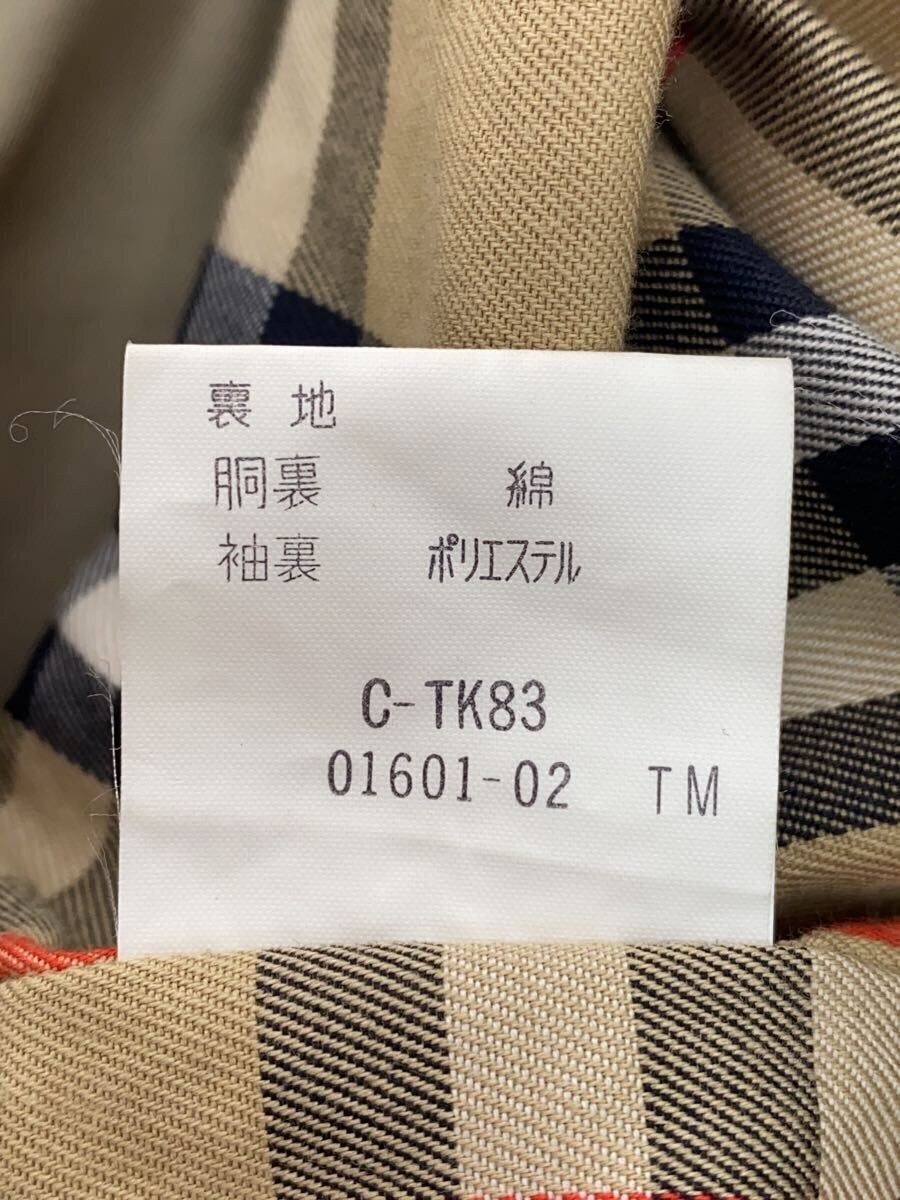 裏 地
胴裏 綿
袖裏 ポリエステル
C-TK83
01601-02 TM